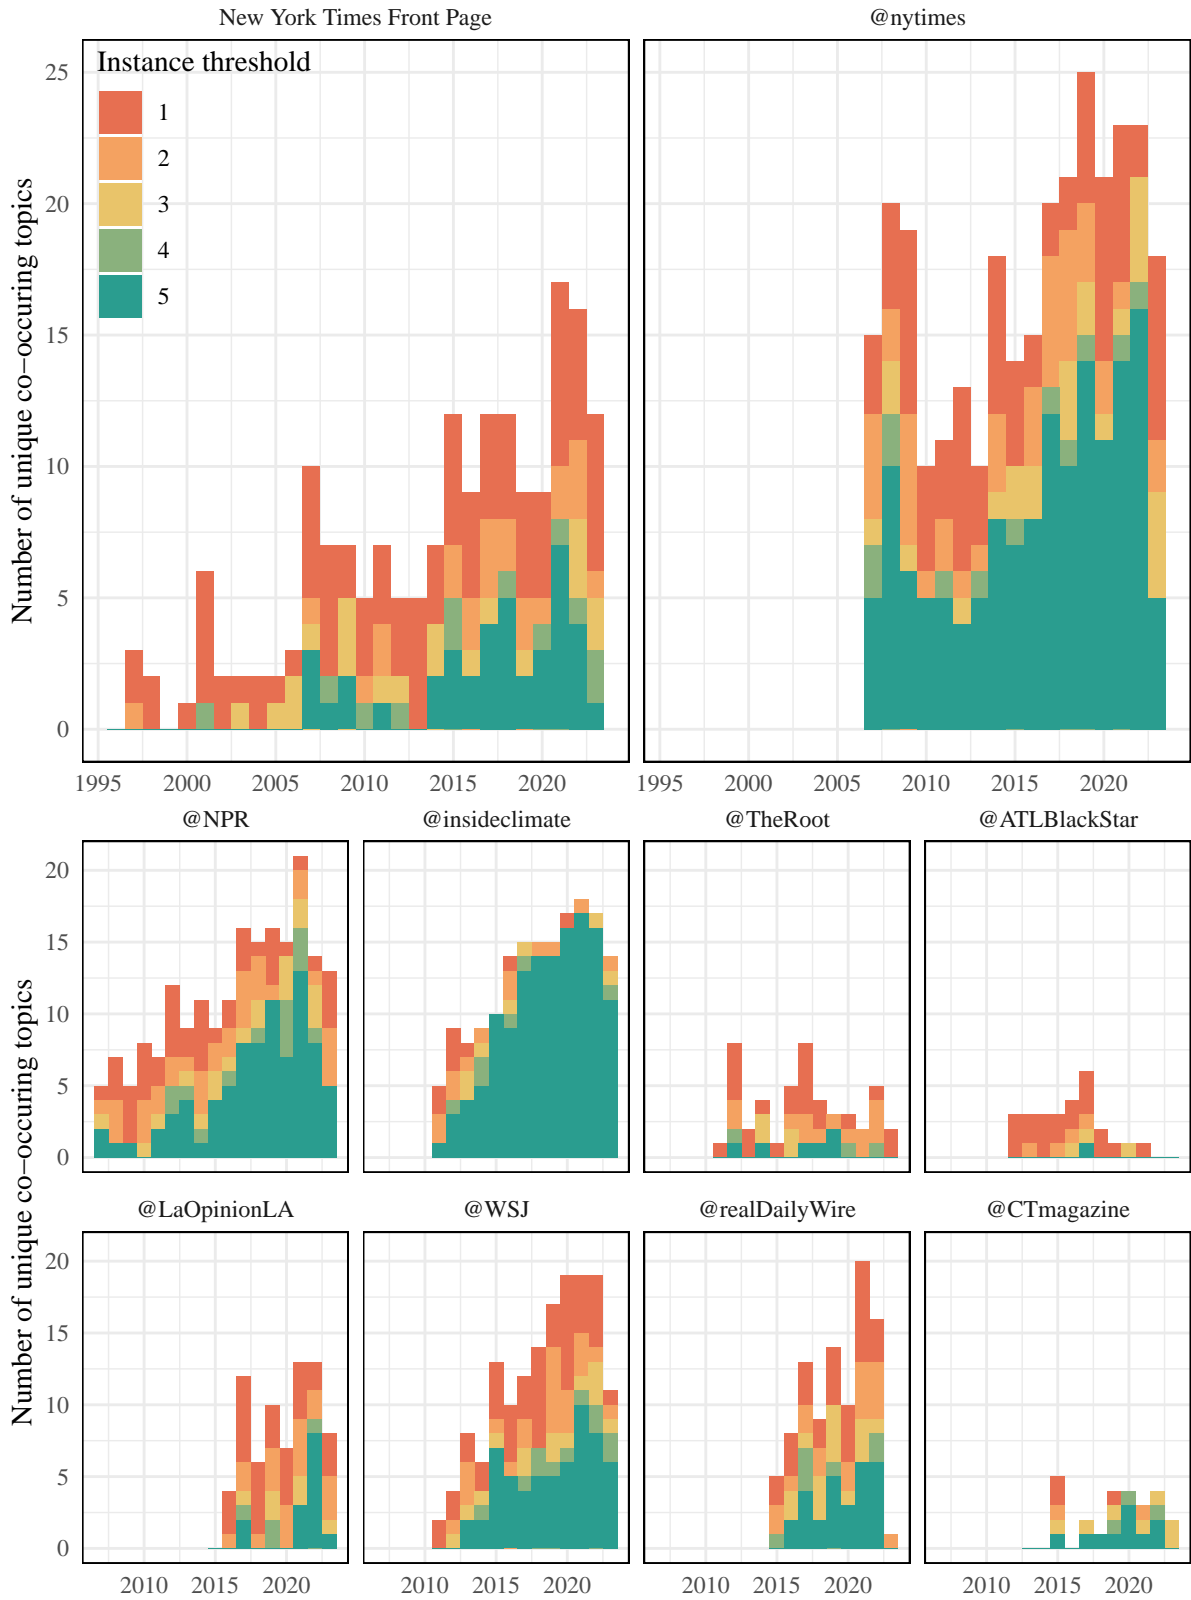 New York Times Front Page
@nytimes
Instance threshold
1
2
3
4
5
Number of unique co−occuring topics
25
20
15
10
5
0
1995 2000 2005 2010 2015 2020
1995 2000 2005 2010 2015 2020
@NPR
@insideclimate
@TheRoot
@ATLBlackStar
Number of unique co−occuring topics
20
15
10
5
0
@LaOpinionLA
@WSJ
@realDailyWire
@CTmagazine
20
15
10
5
0
2010 2015 2020
2010 2015 2020
2010 2015 2020
2010 2015 2020